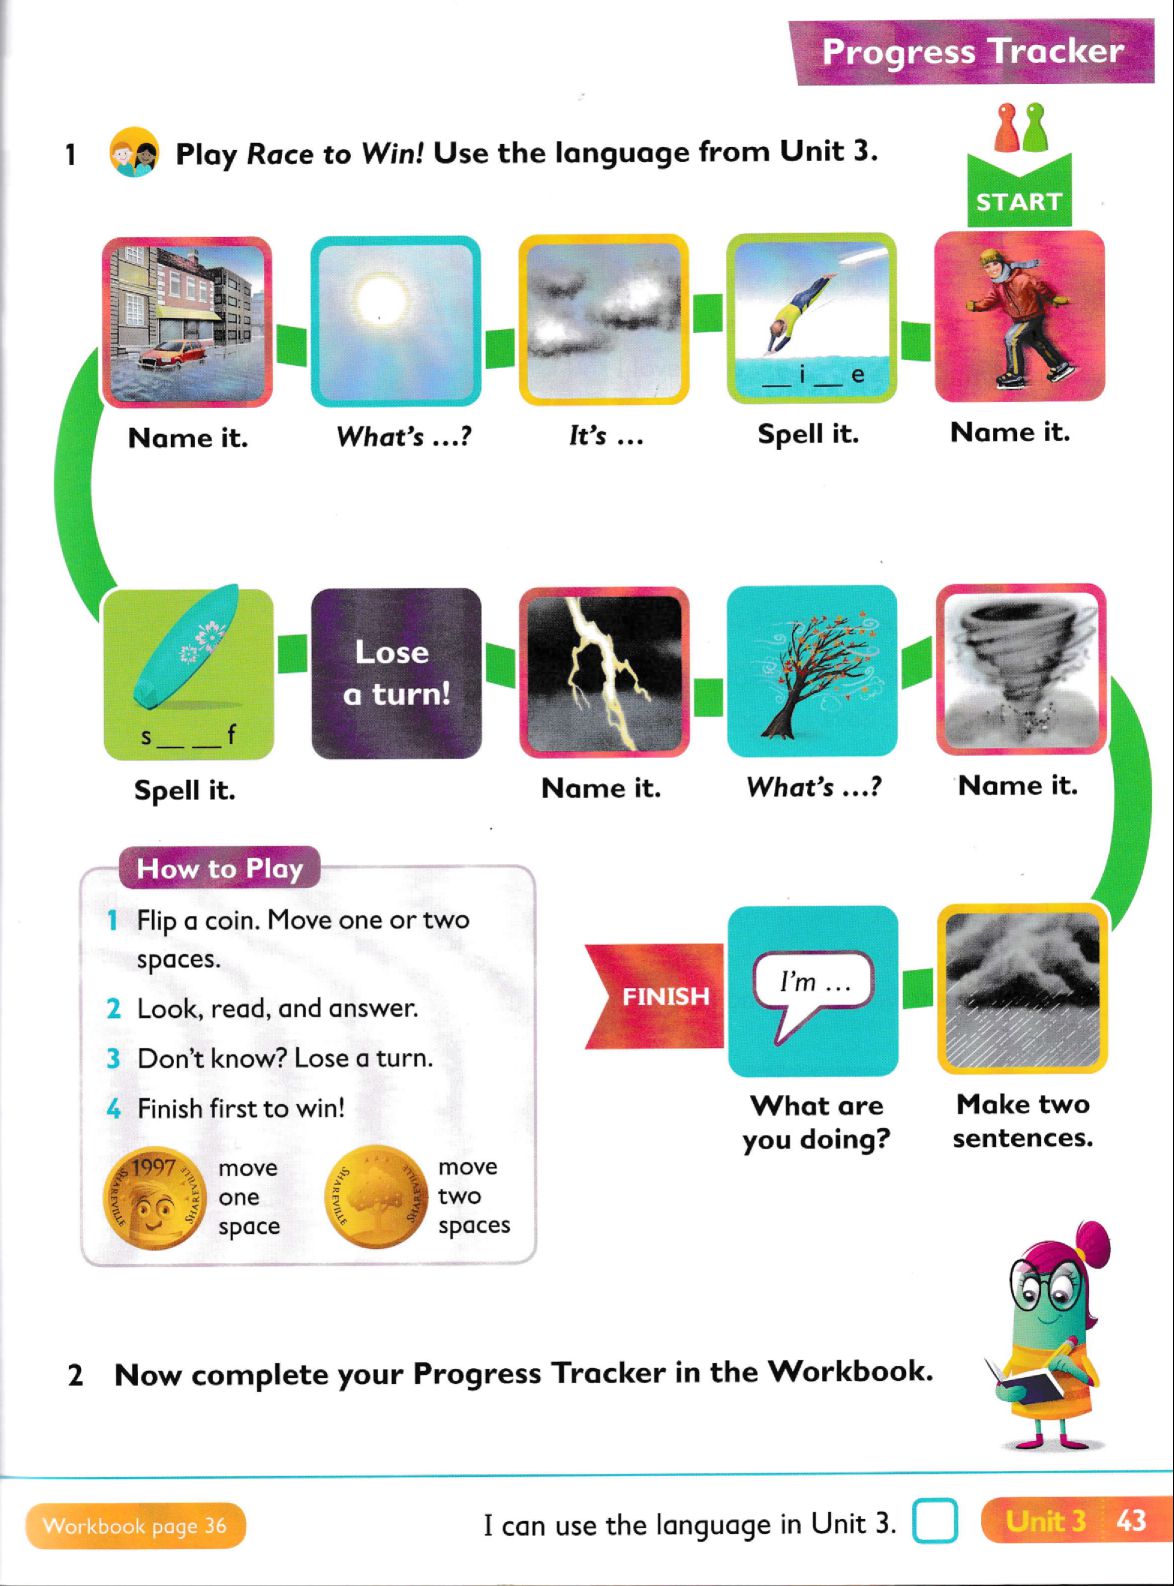 Progress Tracker
1 Play Race to Win! Use the language from Unit 3.
START
__ i __ e
Name it.
What's ...?
It's ...
Spell it.
Name it.
Lose
a turn!
s __ __ f
Spell it.
Name it.
What's ...?
Name it.
How to Play
1 Flip a coin. Move one or two
spaces.
2 Look, read, and answer.
3 Don't know? Lose a turn.
4 Finish first to win!
1997
SHAREVILLE
SHAREVILLE
move
one
space
SHAREVILLE
SHAREVILLE
move
two
spaces
FINISH
I'm ...
What are
you doing?
Make two
sentences.
2 Now complete your Progress Tracker in the Workbook.
Workbook page 36
I can use the language in Unit 3.
Unit 3 43